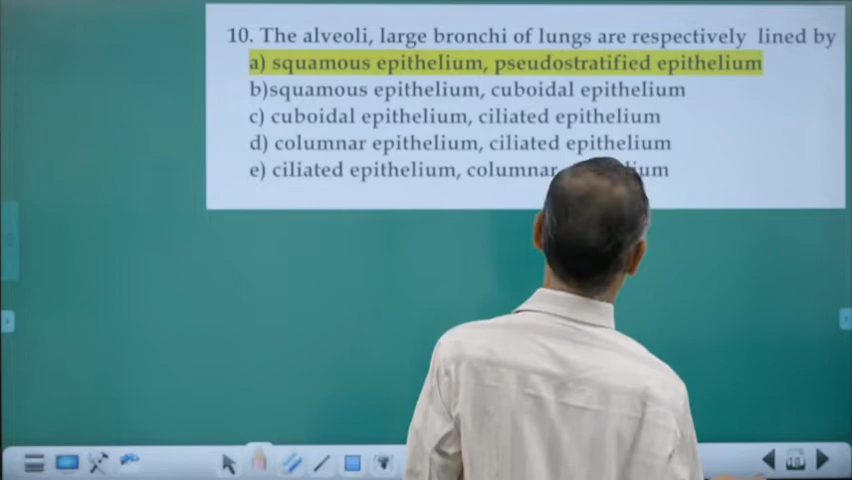 10. The alveoli, large bronchi of lungs are respectively lined by
a) squamous epithelium, pseudostratified epithelium
b)squamous epithelium, cuboidal epithelium
c) cuboidal epithelium, ciliated epithelium
d) columnar epithelium, ciliated epithelium
e) ciliated epithelium, columnar
10